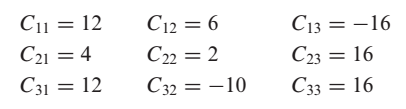 C₁₁ = 12 C₁₂ = 6 C₁₃ = −16
C₂₁ = 4 C₂₂ = 2 C₂₃ = 16
C₃₁ = 12 C₃₂ = −10 C₃₃ = 16